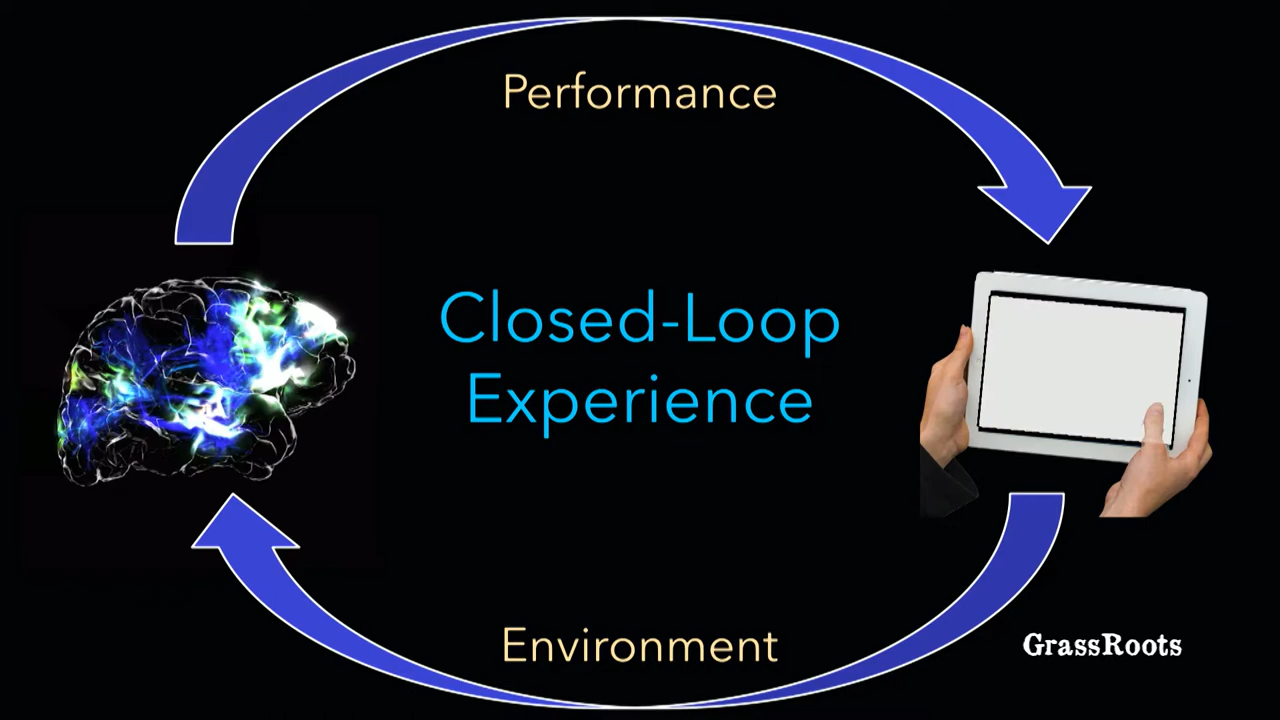 Performance
Closed-Loop
Experience
Environment
GrassRoots